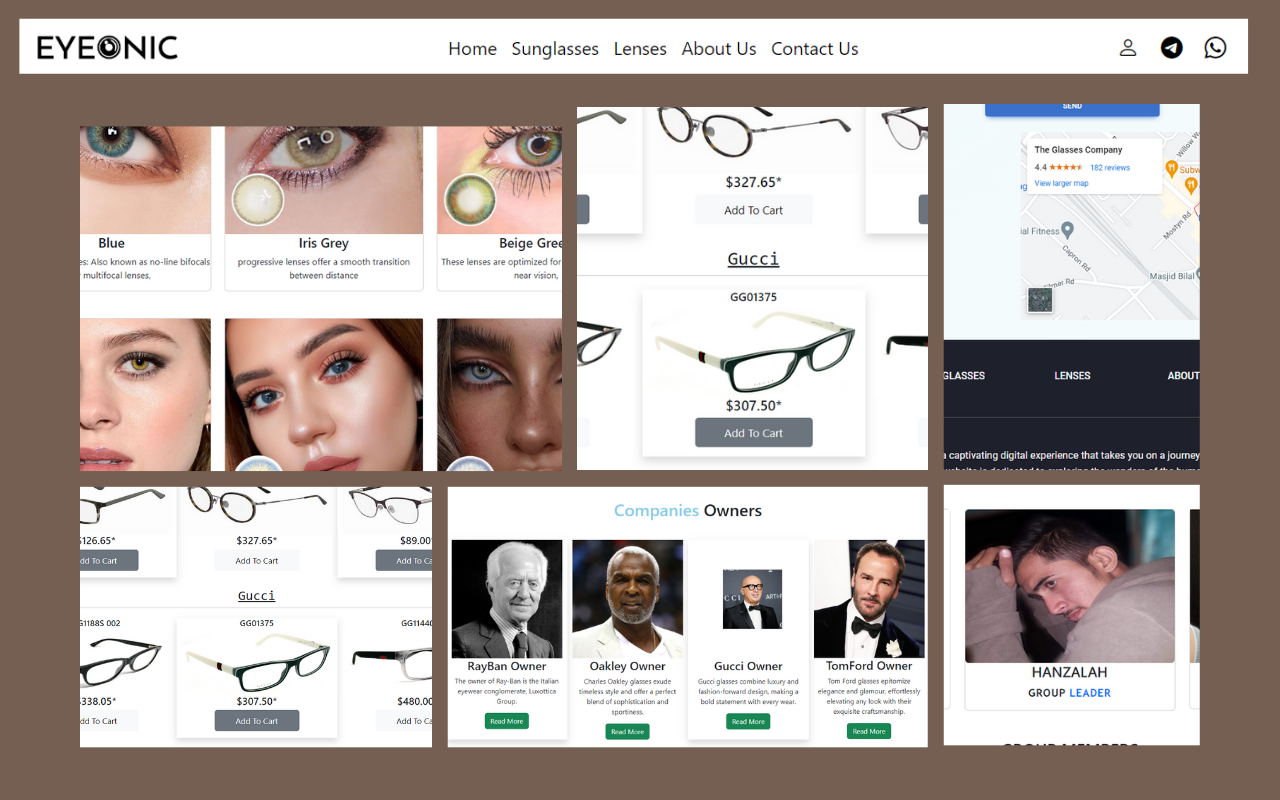 EYEONIC
Home Sunglasses Lenses About Us Contact Us
Blue
es: Also known as no-line bifocals
multifocal lenses,
Iris Grey
progressive lenses offer a smooth transition
between distance
Beige Gree
These lenses are optimized for
near vision,
$327.65*
Add To Cart
Gucci
GG01375
$307.50*
Add To Cart
SEND
The Glasses Company
4.4 182 reviews
View larger map
Willow
Subw
Mostyn Rd
ial Fitness
Capron Rd
Masjid Bilal
GLASSES LENSES ABOUT
a captivating digital experience that takes you on a journey
$126.65*
dd To Cart
$327.65*
Add To Cart
$89.00
Add To Ca
Gucci
G1188S 002
$338.05*
dd To Cart
GG01375
$307.50*
Add To Cart
GG1144O
$480.00
Add To Ca
Companies Owners
RayBan Owner
The owner of Ray-Ban is the Italian
eyewear conglomerate, Luxottica
Group.
Read More
Oakley Owner
Charles Oakley glasses exude
timeless style and offer a perfect
blend of sophistication and
sportiness.
Read More
Gucci Owner
Gucci glasses combine luxury and
fashion-forward design, making a
bold statement with every wear.
Read More
TomFord Owner
Tom Ford glasses epitomize
elegance and glamour, effortlessly
elevating any look with their
exquisite craftsmanship.
Read More
HANZALAH
GROUP LEADER
GROUP MEMBERS